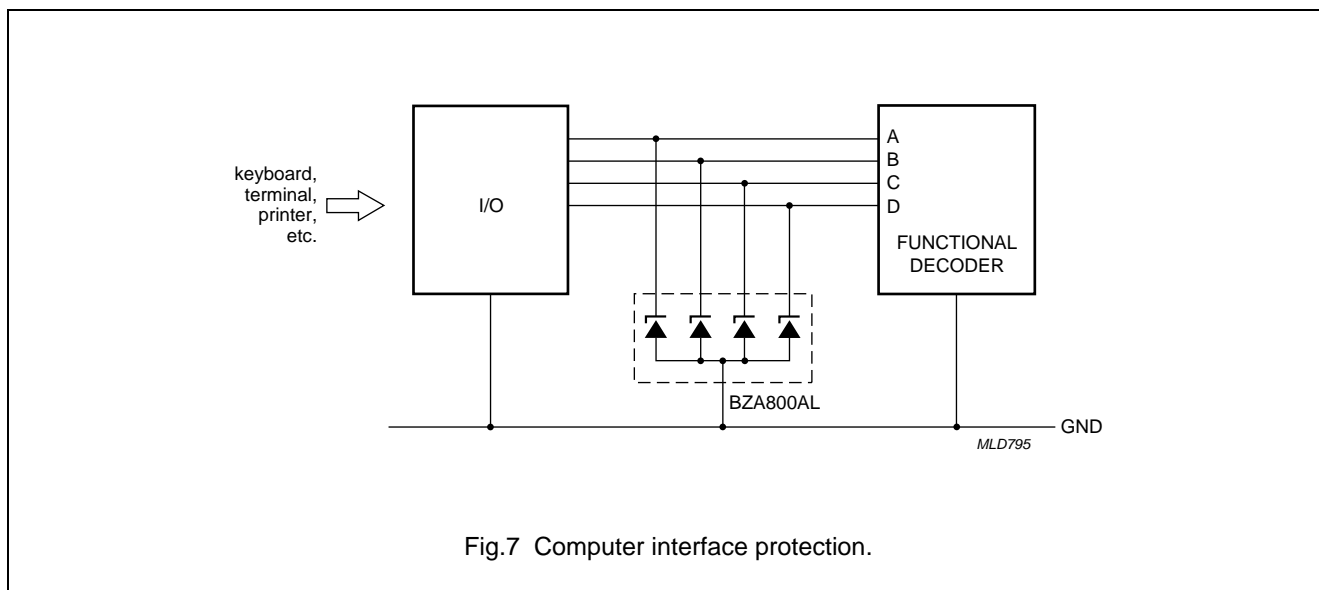 keyboard,
terminal,
printer,
etc.
I/O
A
B
C
D
FUNCTIONAL
DECODER
BZA800AL
GND
MLD795
Fig.7 Computer interface protection.